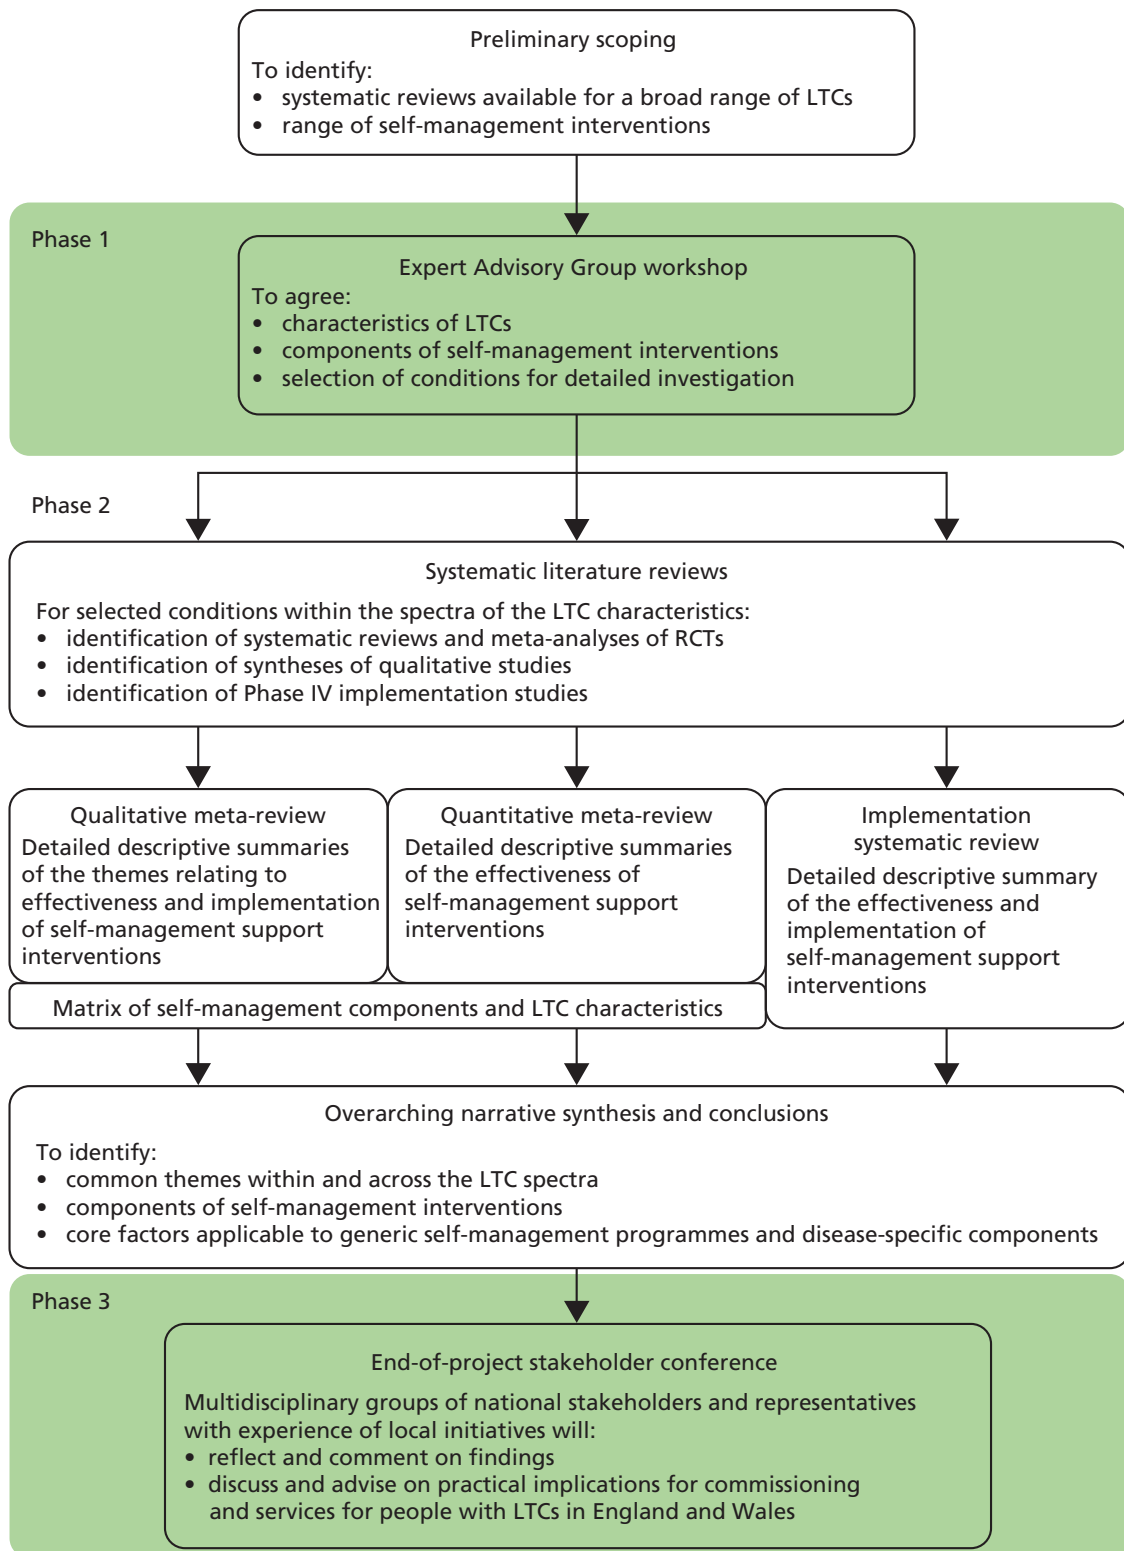 Preliminary scoping
To identify:
• systematic reviews available for a broad range of LTCs
• range of self-management interventions
Phase 1
Expert Advisory Group workshop
To agree:
• characteristics of LTCs
• components of self-management interventions
• selection of conditions for detailed investigation
Phase 2
Systematic literature reviews
For selected conditions within the spectra of the LTC characteristics:
• identification of systematic reviews and meta-analyses of RCTs
• identification of syntheses of qualitative studies
• identification of Phase IV implementation studies
Qualitative meta-review
Detailed descriptive summaries
of the themes relating to
effectiveness and implementation
of self-management support
interventions
Quantitative meta-review
Detailed descriptive summaries
of the effectiveness of
self-management support
interventions
Implementation
systematic review
Detailed descriptive summary
of the effectiveness and
implementation of
self-management support
interventions
Matrix of self-management components and LTC characteristics
Overarching narrative synthesis and conclusions
To identify:
• common themes within and across the LTC spectra
• components of self-management interventions
• core factors applicable to generic self-management programmes and disease-specific components
Phase 3
End-of-project stakeholder conference
Multidisciplinary groups of national stakeholders and representatives
with experience of local initiatives will:
• reflect and comment on findings
• discuss and advise on practical implications for commissioning
and services for people with LTCs in England and Wales